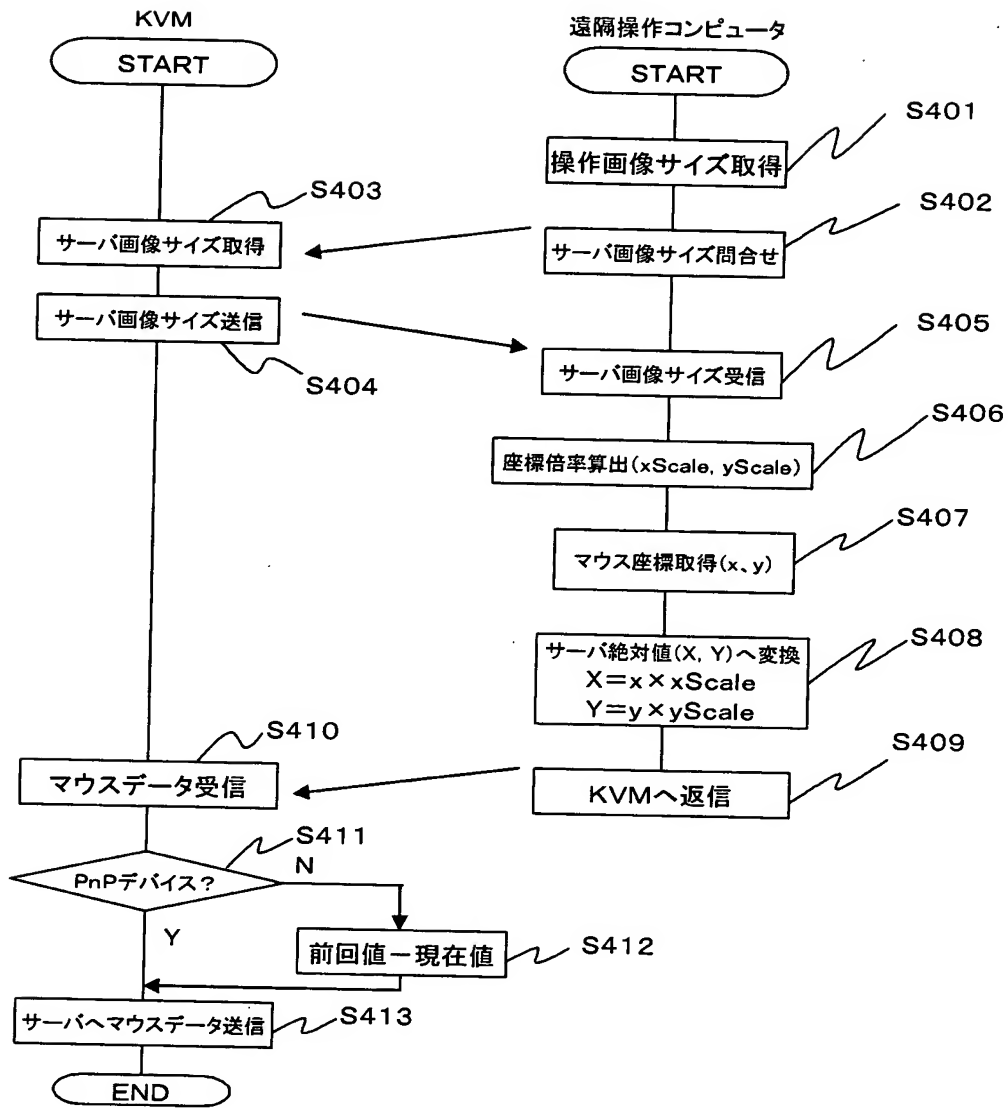 KVM
START
遠隔操作コンピュータ
START
S401
操作画像サイズ取得
S403
サーバ画像サイズ取得
S402
サーバ画像サイズ問合せ
サーバ画像サイズ送信
S404
S405
サーバ画像サイズ受信
S406
座標倍率算出(xScale, yScale)
S407
マウス座標取得(x、y)
S408
サーバ絶対値(X, Y)へ変換
X=x×xScale
Y=y×yScale
S410
マウスデータ受信
S409
KVMへ返信
S411
PnPデバイス?
N
Y
前回値-現在値
S412
サーバへマウスデータ送信
S413
END